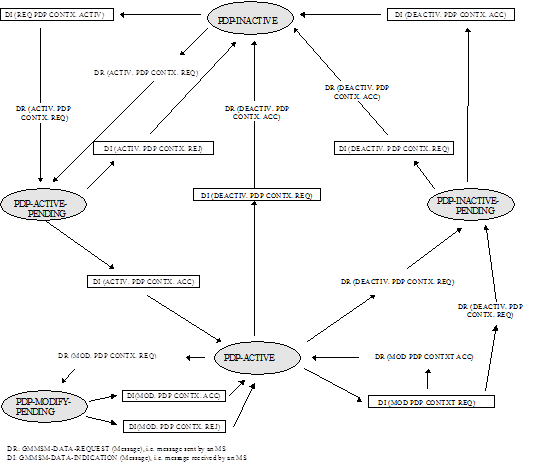 DI (REQ PDP CONTX. ACTIV)
PDP-INACTIVE
DI (DEACTIV. PDP CONTX. ACC)
DR (ACTIV. PDP CONTX. REQ)
DR (DEACTIV. PDP
CONTX. ACC)
DR (ACTIV. PDP
CONTX. REQ)
DR (DEACTIV. PDP
CONTX. ACC)
DI (ACTIV. PDP CONTX. REJ)
DI (DEACTIV. PDP CONTX. REQ)
DI (DEACTIV. PDP CONTX. REQ)
PDP-ACTIVE-
PENDING
PDP-INACTIVE-
PENDING
DI (ACTIV. PDP CONTX. ACC)
DR (DEACTIV. PDP CONTX. REQ)
DR (DEACTIV. PDP
CONTX. REQ)
DR (MOD. PDP CONTX. REQ)
PDP-ACTIVE
DR (MOD PDP CONTXT ACC)
PDP-MODIFY-
PENDING
DI(MOD. PDP CONTX. ACC)
DI (MOD PDP CONTXT REQ)
DI(MOD. PDP CONTX. REJ)
DR: GMMSM-DATA-REQUEST (Message), i.e. message sent by an MS
DI: GMMSM-DATA-INDICATION (Message), i.e. message received by an MS